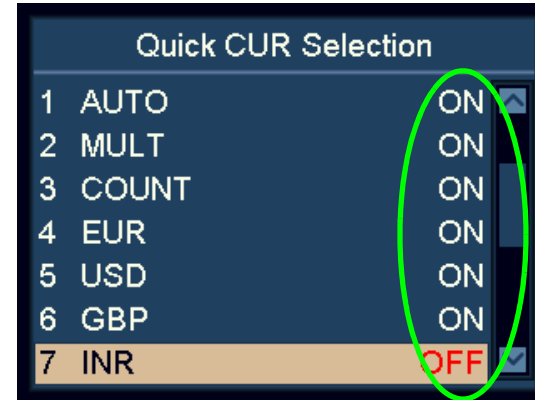 Quick CUR Selection
1 AUTO ON
2 MULT ON
3 COUNT ON
4 EUR ON
5 USD ON
6 GBP ON
7 INR OFF